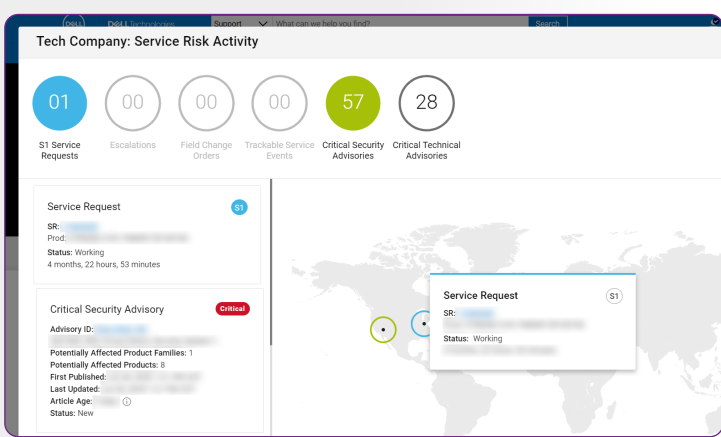 DELL
DELL Technologies
Support
What can we help you find?
Search
Tech Company: Service Risk Activity
01
00
00
00
57
28
S1 Service
Requests
Escalations
Field Change
Orders
Trackable Service
Events
Critical Security
Advisories
Critical Technical
Advisories
Service Request
S1
SR:
Prod:
Status: Working
4 months, 22 hours, 53 minutes
Critical Security Advisory
Critical
Advisory ID:
Potentially Affected Product Families: 1
Potentially Affected Products: 8
First Published:
Last Updated:
Article Age:
Status: New
Service Request
S1
SR:
Status: Working